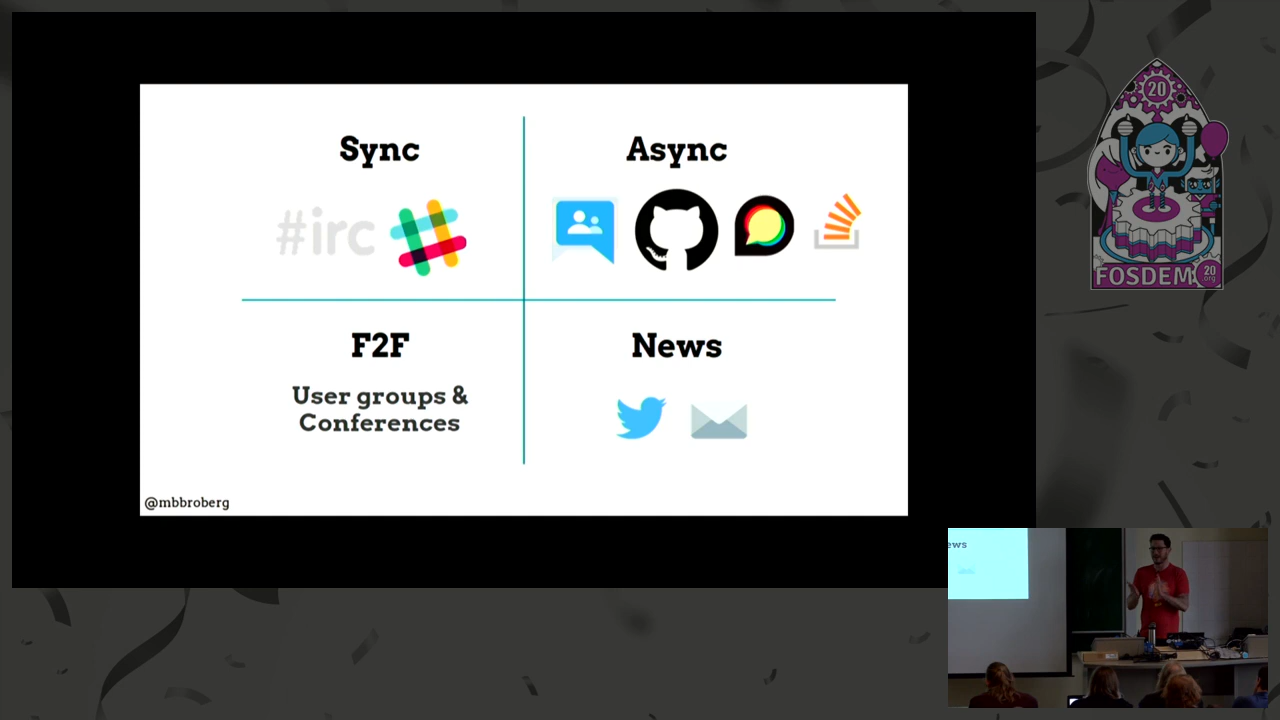 Sync
Async
#irc
F2F
News
User groups &
Conferences
@mbbroberg
20
FOSDEM
20
.org
ews